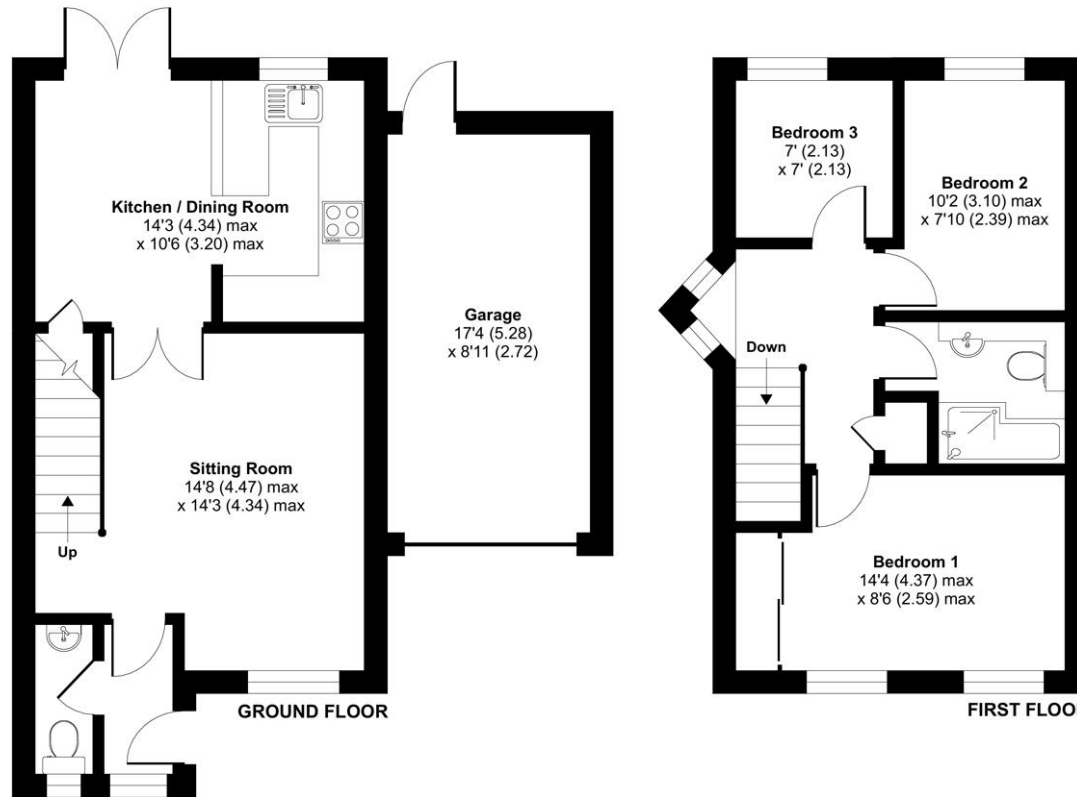 Kitchen / Dining Room
14'3 (4.34) max
x 10'6 (3.20) max
Garage
17'4 (5.28)
x 8'11 (2.72)
Sitting Room
14'8 (4.47) max
x 14'3 (4.34) max
Up
GROUND FLOOR
Bedroom 3
7' (2.13)
x 7' (2.13)
Bedroom 2
10'2 (3.10) max
x 7'10 (2.39) max
Down
Bedroom 1
14'4 (4.37) max
x 8'6 (2.59) max
FIRST FLOO